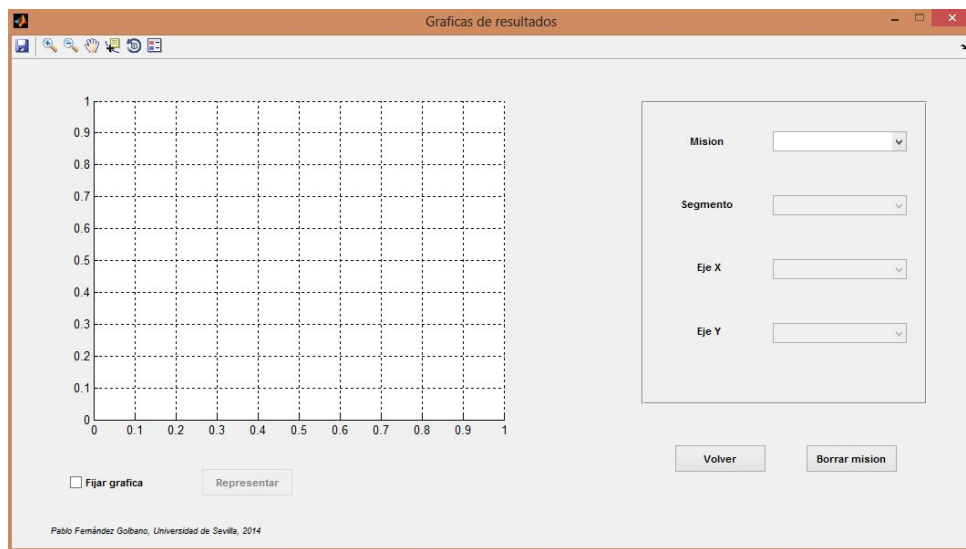 Graficas de resultados
1
0.9
0.8
0.7
0.6
0.5
0.4
0.3
0.2
0.1
0
0 0.1 0.2 0.3 0.4 0.5 0.6 0.7 0.8 0.9 1
Mision
Segmento
Eje X
Eje Y
Volver Borrar mision
Fijar grafica Representar
Pablo Fernández Golbano, Universidad de Sevilla, 2014